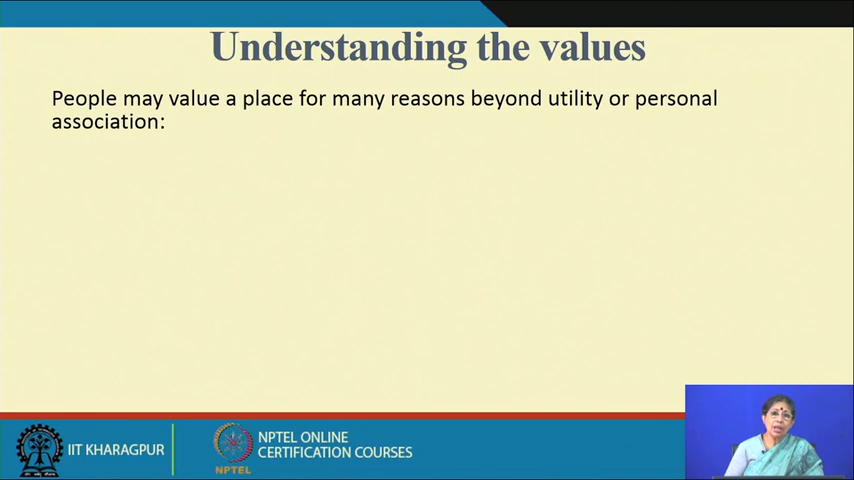 Understanding the values
People may value a place for many reasons beyond utility or personal
association:
IIT KHARAGPUR
NPTEL
NPTEL ONLINE
CERTIFICATION COURSES